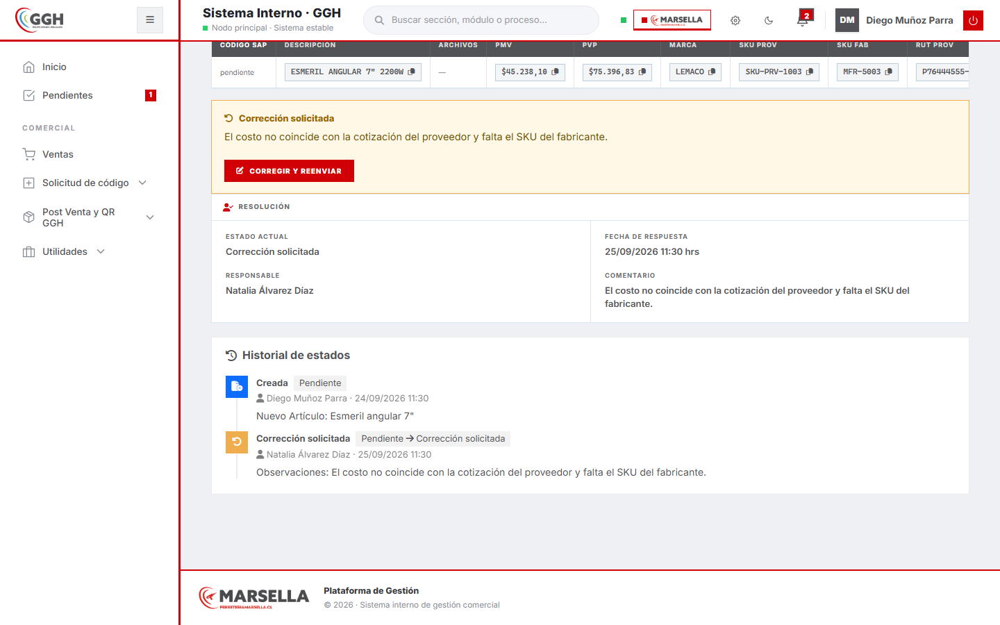 GGH
Sistema Interno · GGH
Nodo principal · Sistema estable
Buscar sección, módulo o proceso...
MARSELLA
2
DM
Diego Muñoz Parra
Inicio
Pendientes
1
COMERCIAL
Ventas
Solicitud de código
Post Venta y QR
GGH
Utilidades
CÓDIGO SAP DESCRIPCIÓN ARCHIVOS PMV PVP MARCA SKU PROV SKU FAB RUT PROV
pendiente ESMERIL ANGULAR 7" 2200W — $45.238,10 $75.396,83 LEMACO SKU-PRV-1003 MFR-5003 P76444555-
Corrección solicitada
El costo no coincide con la cotización del proveedor y falta el SKU del fabricante.
CORREGIR Y REENVIAR
RESOLUCIÓN
ESTADO ACTUAL
Corrección solicitada
FECHA DE RESPUESTA
25/09/2026 11:30 hrs
RESPONSABLE
Natalia Álvarez Díaz
COMENTARIO
El costo no coincide con la cotización del proveedor y falta el SKU del
fabricante.
Historial de estados
Creada Pendiente
Diego Muñoz Parra · 24/09/2026 11:30
Nuevo Artículo: Esmeril angular 7"
Corrección solicitada Pendiente → Corrección solicitada
Natalia Álvarez Díaz · 25/09/2026 11:30
Observaciones: El costo no coincide con la cotización del proveedor y falta el SKU del fabricante.
MARSELLA
FERRETERIAMARSELLA.CL
Plataforma de Gestión
© 2026 · Sistema interno de gestión comercial